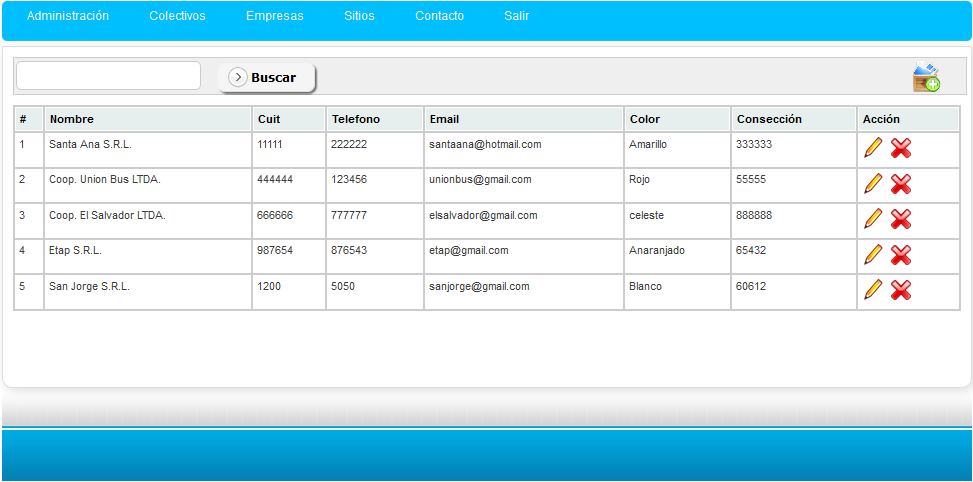 Administración Colectivos Empresas Sitios Contacto Salir
Buscar
# Nombre Cuit Telefono Email Color Consección Acción
1 Santa Ana S.R.L. 11111 222222 santaana@hotmail.com Amarillo 333333
2 Coop. Union Bus LTDA. 444444 123456 unionbus@gmail.com Rojo 55555
3 Coop. El Salvador LTDA. 666666 777777 elsalvador@gmail.com celeste 888888
4 Etap S.R.L. 987654 876543 etap@gmail.com Anaranjado 65432
5 San Jorge S.R.L. 1200 5050 sanjorge@gmail.com Blanco 60612